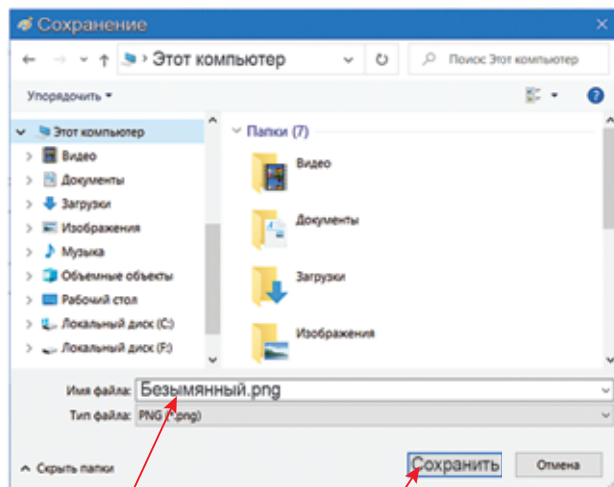 Сохранение
Этот компьютер
Поиск: Этот компьютер
Упорядочить
Этот компьютер
Видео
Документы
Загрузки
Изображения
Музыка
Объемные объекты
Рабочий стол
Локальный диск (C:)
Локальный диск (F:)
Папки (7)
Видео
Документы
Загрузки
Изображения
Имя файла: Безымянный.png
Тип файла: PNG (*.png)
Скрыть папки
Сохранить
Отмена